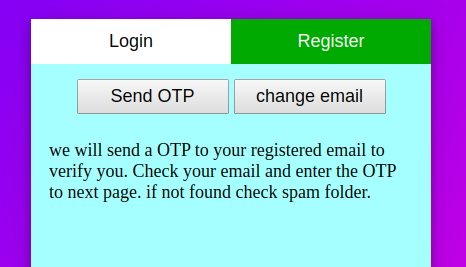 Login Register
Send OTP change email
we will send a OTP to your registered email to
verify you. Check your email and enter the OTP
to next page. if not found check spam folder.